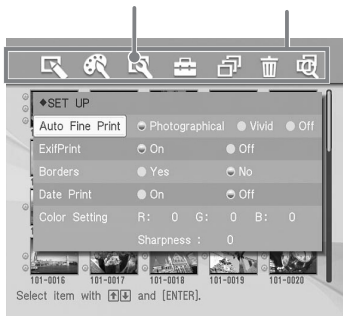 ◆SET UP
Auto Fine Print Photographical Vivid Off
ExifPrint On Off
Borders Yes No
Date Print On Off
Color Setting R: 0 G: 0 B: 0
Sharpness : 0
101-0016 101-0017 101-0018 101-0019 101-0020
Select item with ↑↓ and [ENTER].